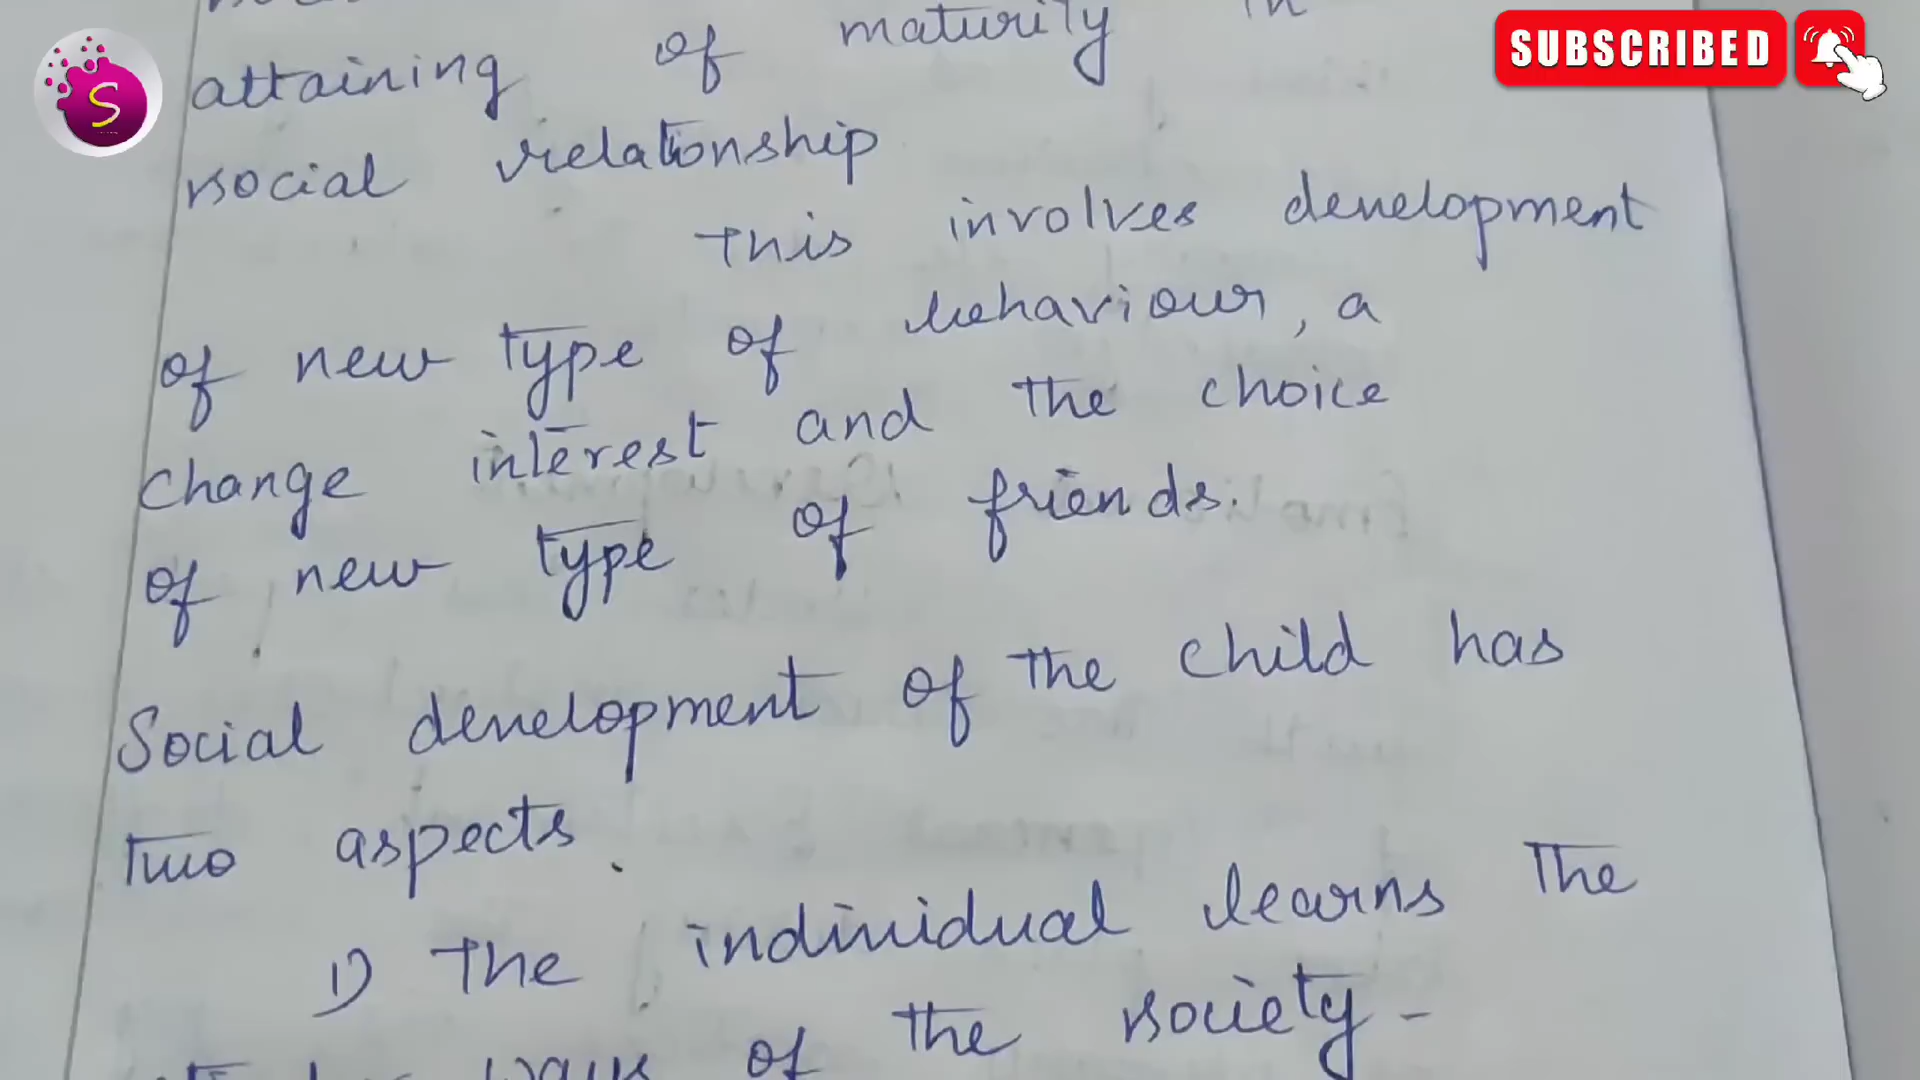 SUBSCRIBED
S
attaining of maturity in
social relationship
This involves development
of new type of behaviour, a
change interest and the choice
of new type of friends.
Social development of the child has
two aspects.
1) The individual learns the
ways of the society -